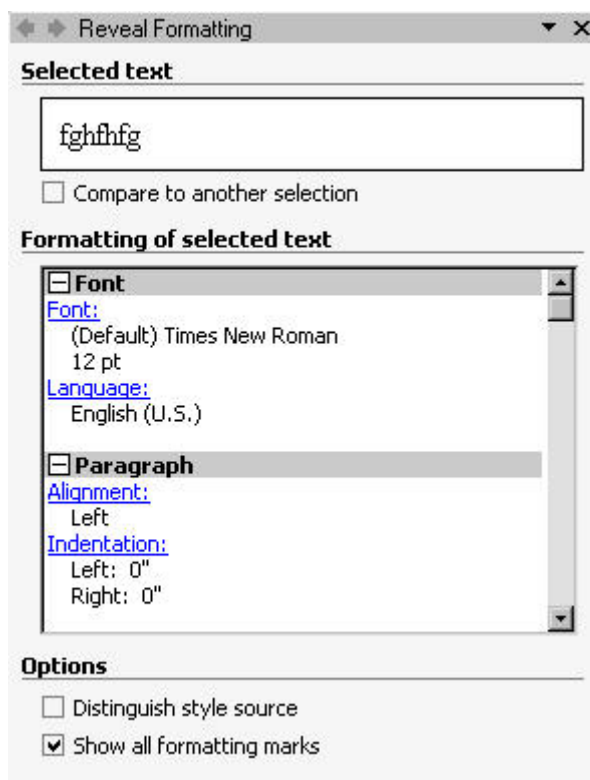 Reveal Formatting
Selected text
fghfhfg
Compare to another selection
Formatting of selected text
Font
Font:
(Default) Times New Roman
12 pt
Language:
English (U.S.)
Paragraph
Alignment:
Left
Indentation:
Left: 0"
Right: 0"
Options
Distinguish style source
Show all formatting marks